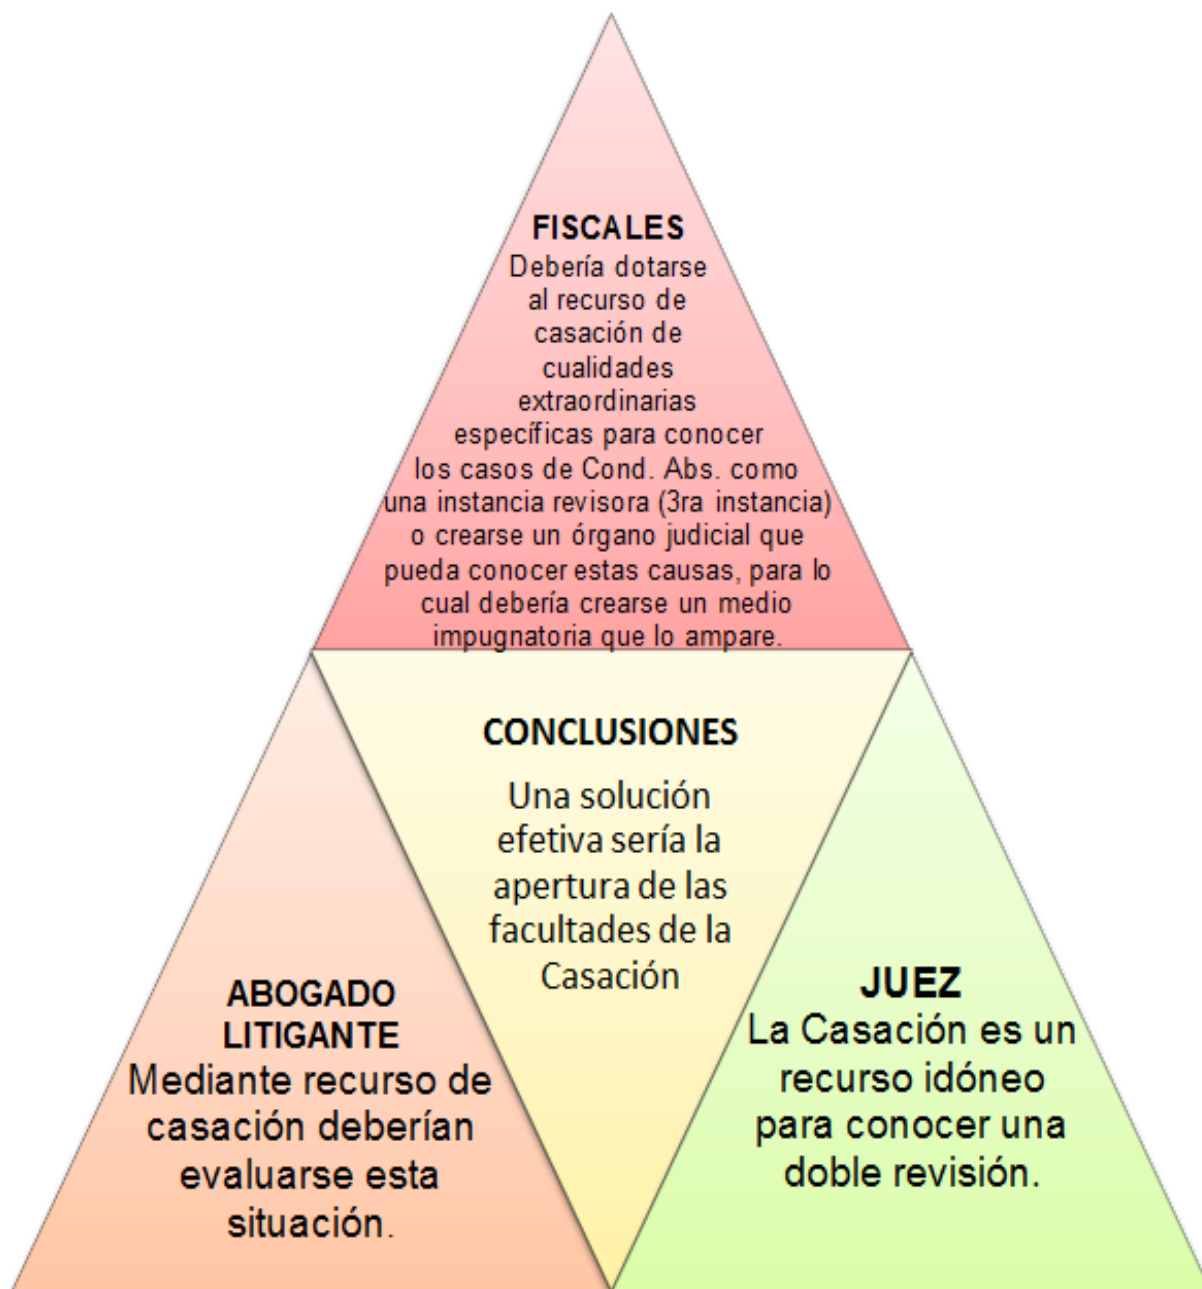 FISCALES
Debería dotarse
al recurso de
casación de
cualidades
extraordinarias
específicas para conocer
los casos de Cond. Abs. como
una instancia revisora (3ra instancia)
o crearse un órgano judicial que
pueda conocer estas causas, para lo
cual debería crearse un medio
impugnatoria que lo ampare.
CONCLUSIONES
Una solución
efetiva sería la
apertura de las
facultades de la
Casación
ABOGADO
LITIGANTE
Mediante recurso de
casación deberían
evaluarse esta
situación.
JUEZ
La Casación es un
recurso idóneo
para conocer una
doble revisión.